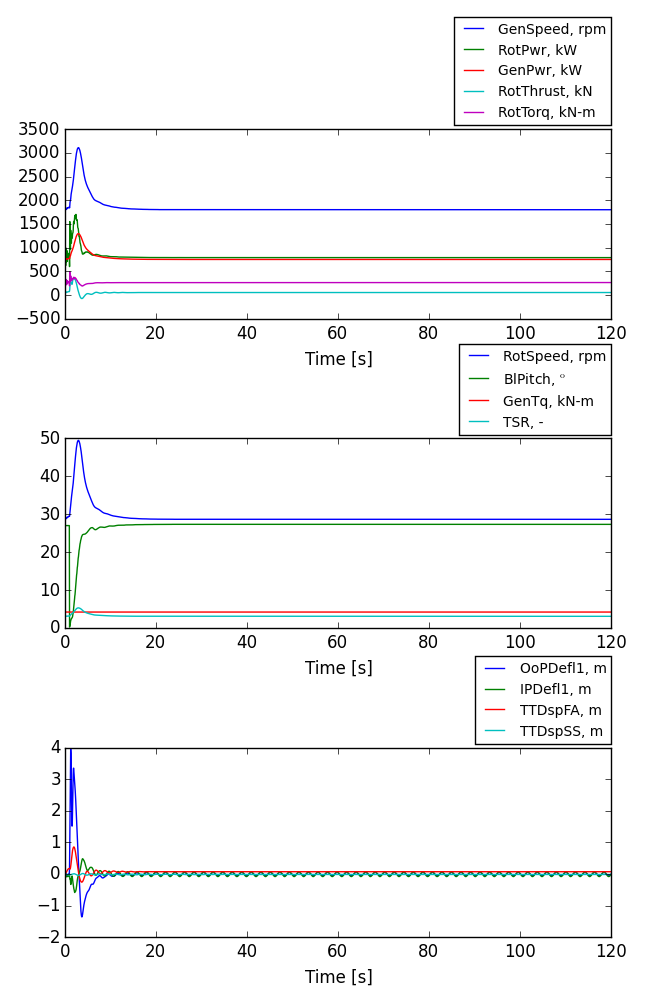 GenSpeed, rpm
RotPwr, kW
GenPwr, kW
RotThrust, kN
RotTorq, kN-m
3500
3000
2500
2000
1500
1000
500
0
−500
0 20 40 60 80 100 120
Time [s]
RotSpeed, rpm
BlPitch, °
GenTq, kN-m
TSR, -
50
40
30
20
10
0
0 20 40 60 80 100 120
Time [s]
OoPDefl1, m
IPDefl1, m
TTDspFA, m
TTDspSS, m
4
3
2
1
0
−1
−2
0 20 40 60 80 100 120
Time [s]